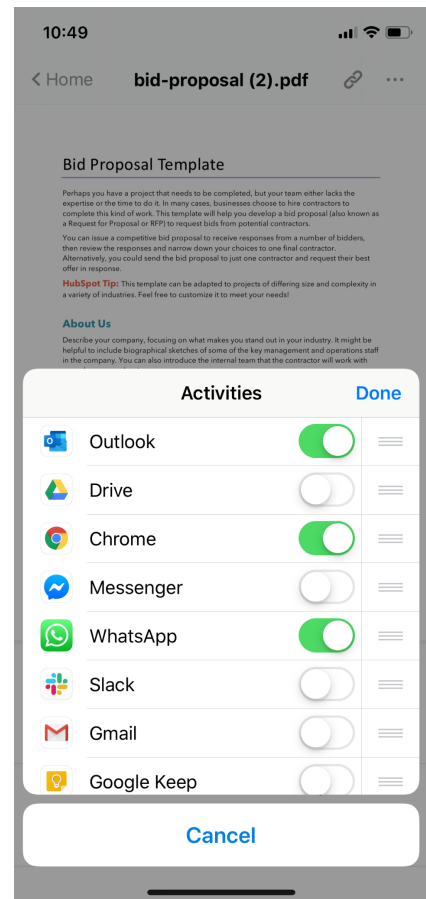 10:49
Home bid-proposal (2).pdf
Bid Proposal Template
Perhaps you have a project that needs to be completed, but your team either lacks the
expertise or the time to do it. In many cases, businesses choose to hire contractors to
complete this kind of work. This template will help you develop a bid proposal (also known as
a Request for Proposal or RFP) to request bids from potential contractors.
You can issue a competitive bid proposal to receive responses from a number of bidders,
then review the responses and narrow down your choices to one final contractor.
Alternatively, you could send the bid proposal to just one contractor and request their best
offer in response.
HubSpot Tip: This template can be adapted to projects of differing size and complexity in
a variety of industries. Feel free to customize it to meet your needs!
About Us
Describe your company, focusing on what makes you stand out in your industry. It might be
helpful to include biographical sketches of some of the key management and operations staff
in the company. You can also introduce the internal team that the contractor will work with
Activities Done
Outlook
Drive
Chrome
Messenger
WhatsApp
Slack
Gmail
Google Keep
Cancel